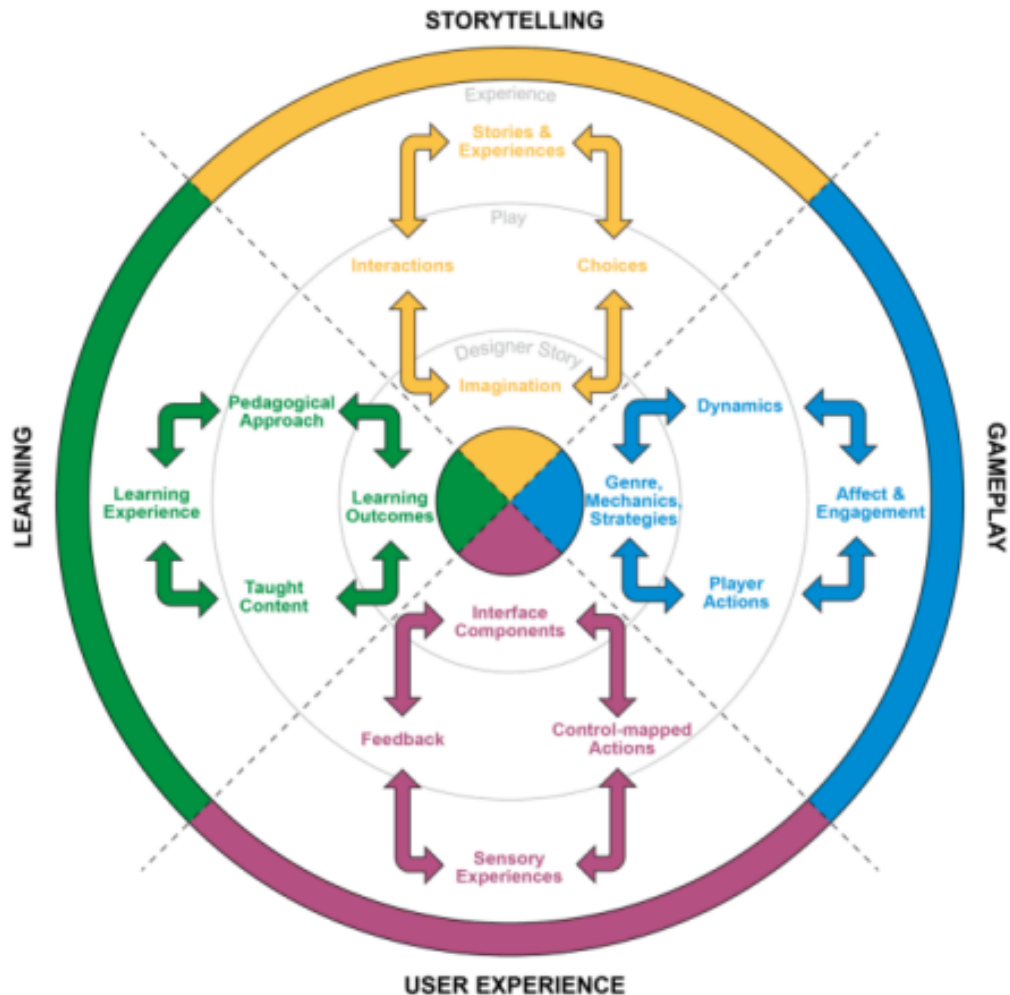 STORYTELLING
Experience
Stories &
Experiences
Play
Interactions
Choices
Designer Story
Imagination
LEARNING
Pedagogical
Approach
Learning
Experience
Learning
Outcomes
Taught
Content
GAMEPLAY
Dynamics
Genre,
Mechanics,
Strategies
Affect &
Engagement
Player
Actions
Interface
Components
Feedback
Control-mapped
Actions
Sensory
Experiences
USER EXPERIENCE